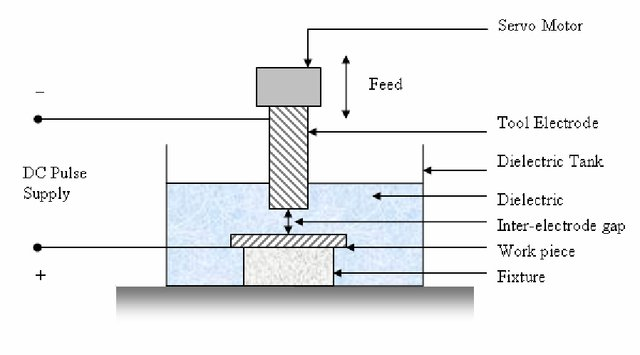 Servo Motor
Feed
–
Tool Electrode
Dielectric Tank
DC Pulse
Supply
Dielectric
Inter-electrode gap
Work piece
+
Fixture